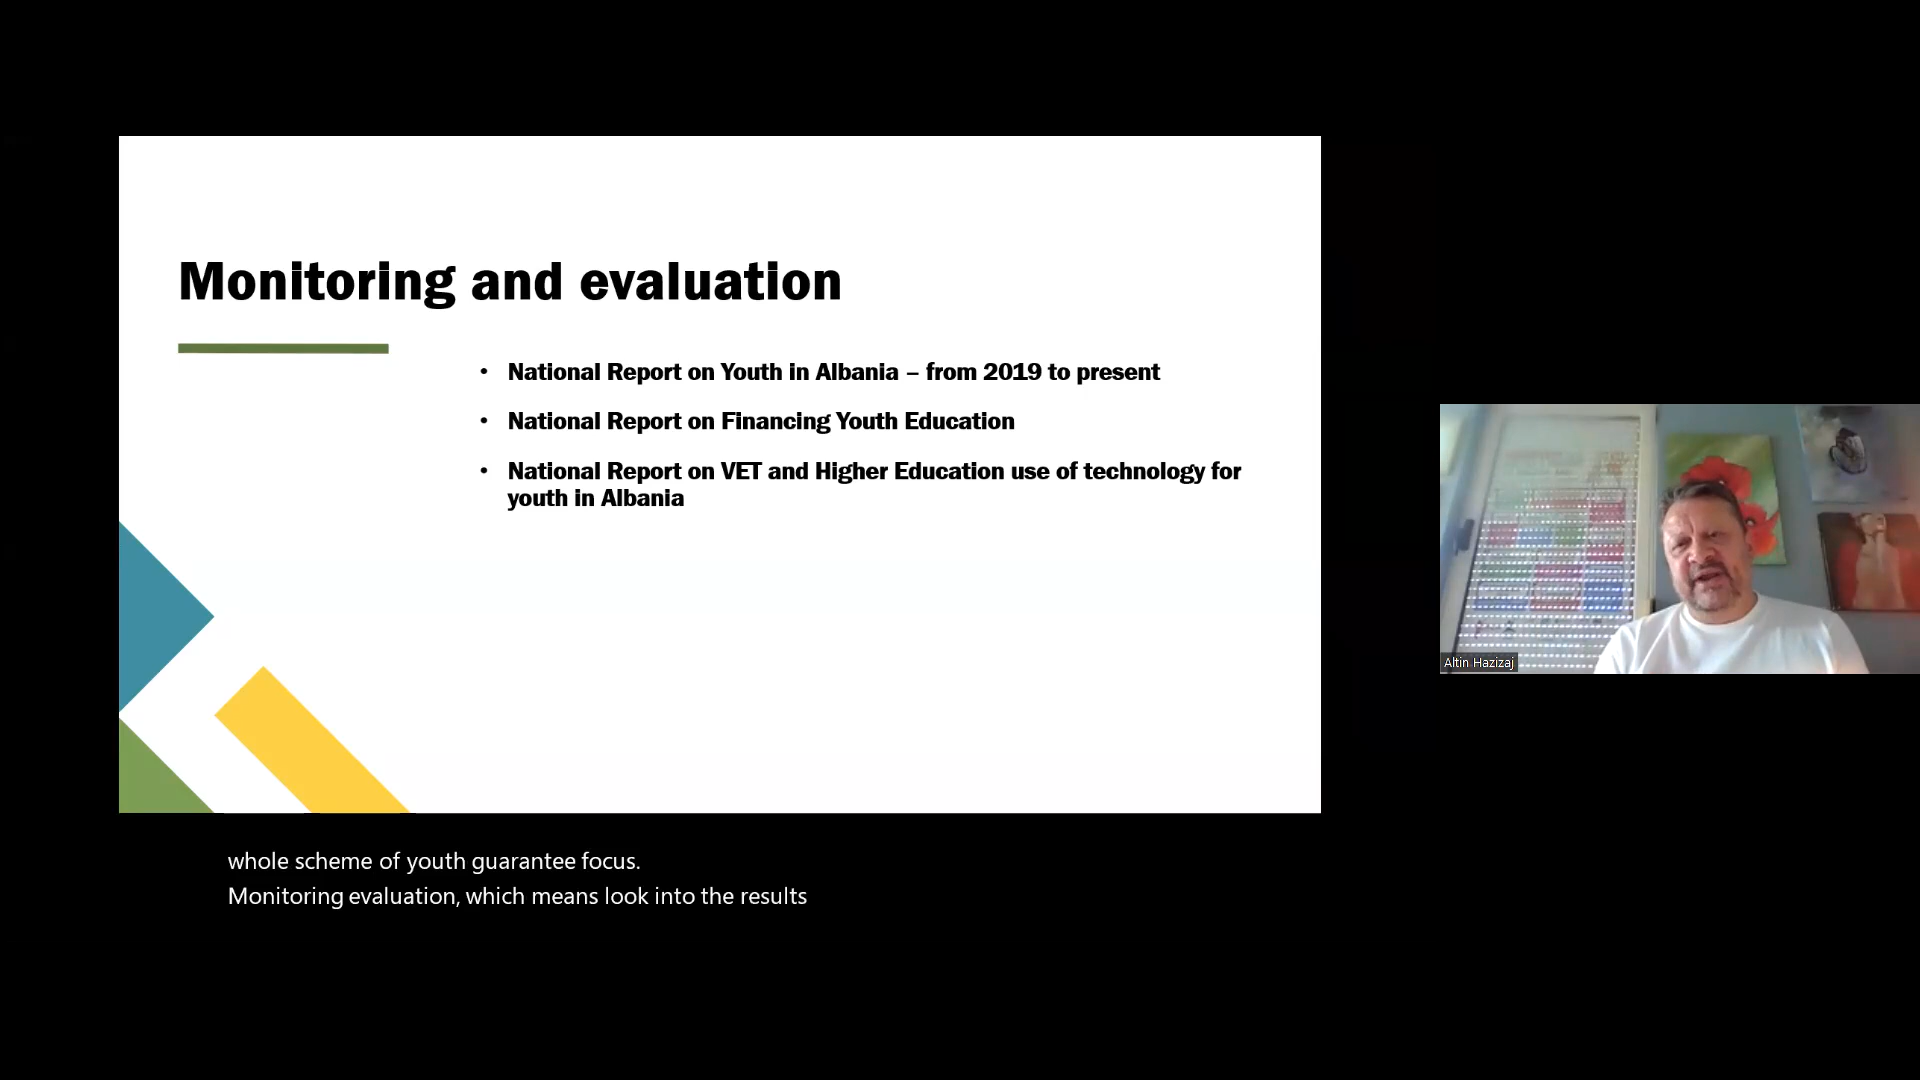 Monitoring and evaluation
• National Report on Youth in Albania – from 2019 to present
• National Report on Financing Youth Education
• National Report on VET and Higher Education use of technology for
youth in Albania
Altin Hazizaj
whole scheme of youth guarantee focus.
Monitoring evaluation, which means look into the results